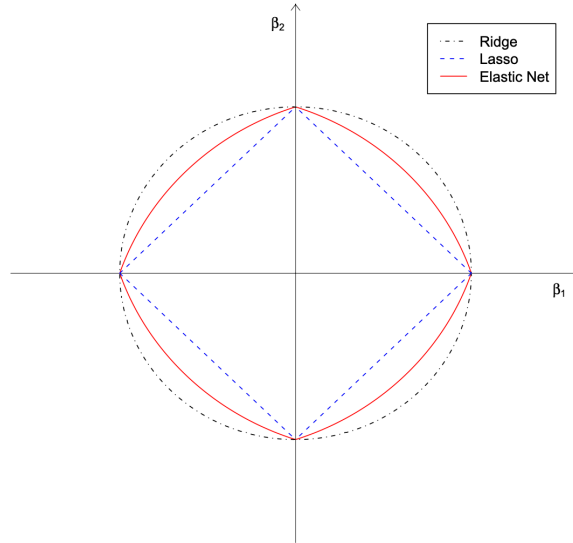 β₂
Ridge
Lasso
Elastic Net
β₁